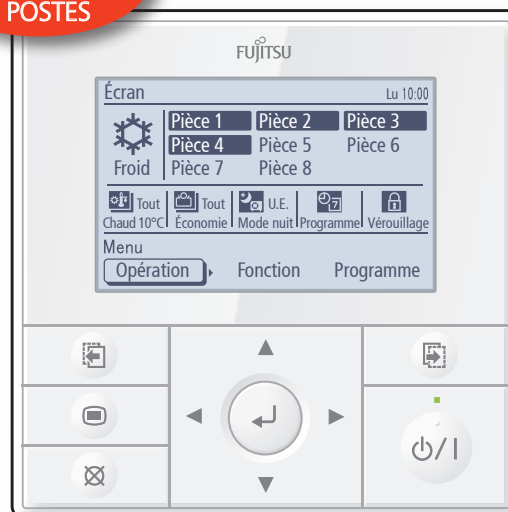 POSTES
FUJITSU
Écran Lu 10:00
Pièce 1 Pièce 2 Pièce 3
Pièce 4 Pièce 5 Pièce 6
Froid Pièce 7 Pièce 8
Tout Tout U.E. 7
Chaud 10°C Économie Mode nuit Programme Vérouillage
Menu
Opération Fonction Programme